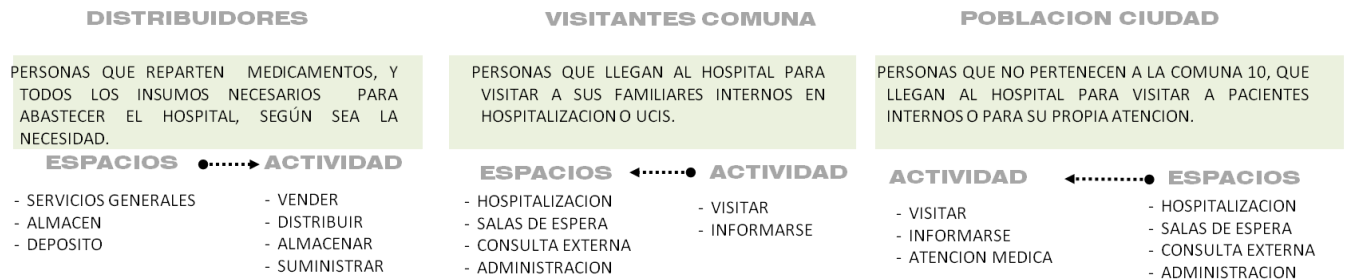 DISTRIBUIDORES
PERSONAS QUE REPARTEN MEDICAMENTOS, Y
TODOS LOS INSUMOS NECESARIOS PARA
ABASTECER EL HOSPITAL, SEGÚN SEA LA
NECESIDAD.
ESPACIOS
- SERVICIOS GENERALES
- ALMACEN
- DEPOSITO
ACTIVIDAD
- VENDER
- DISTRIBUIR
- ALMACENAR
- SUMINISTRAR
VISITANTES COMUNA
PERSONAS QUE LLEGAN AL HOSPITAL PARA
VISITAR A SUS FAMILIARES INTERNOS EN
HOSPITALIZACION O UCIS.
ESPACIOS
- HOSPITALIZACION
- SALAS DE ESPERA
- CONSULTA EXTERNA
- ADMINISTRACION
ACTIVIDAD
- VISITAR
- INFORMARSE
POBLACION CIUDAD
PERSONAS QUE NO PERTENECEN A LA COMUNA 10, QUE
LLEGAN AL HOSPITAL PARA VISITAR A PACIENTES
INTERNOS O PARA SU PROPIA ATENCION.
ACTIVIDAD
- VISITAR
- INFORMARSE
- ATENCION MEDICA
ESPACIOS
- HOSPITALIZACION
- SALAS DE ESPERA
- CONSULTA EXTERNA
- ADMINISTRACION